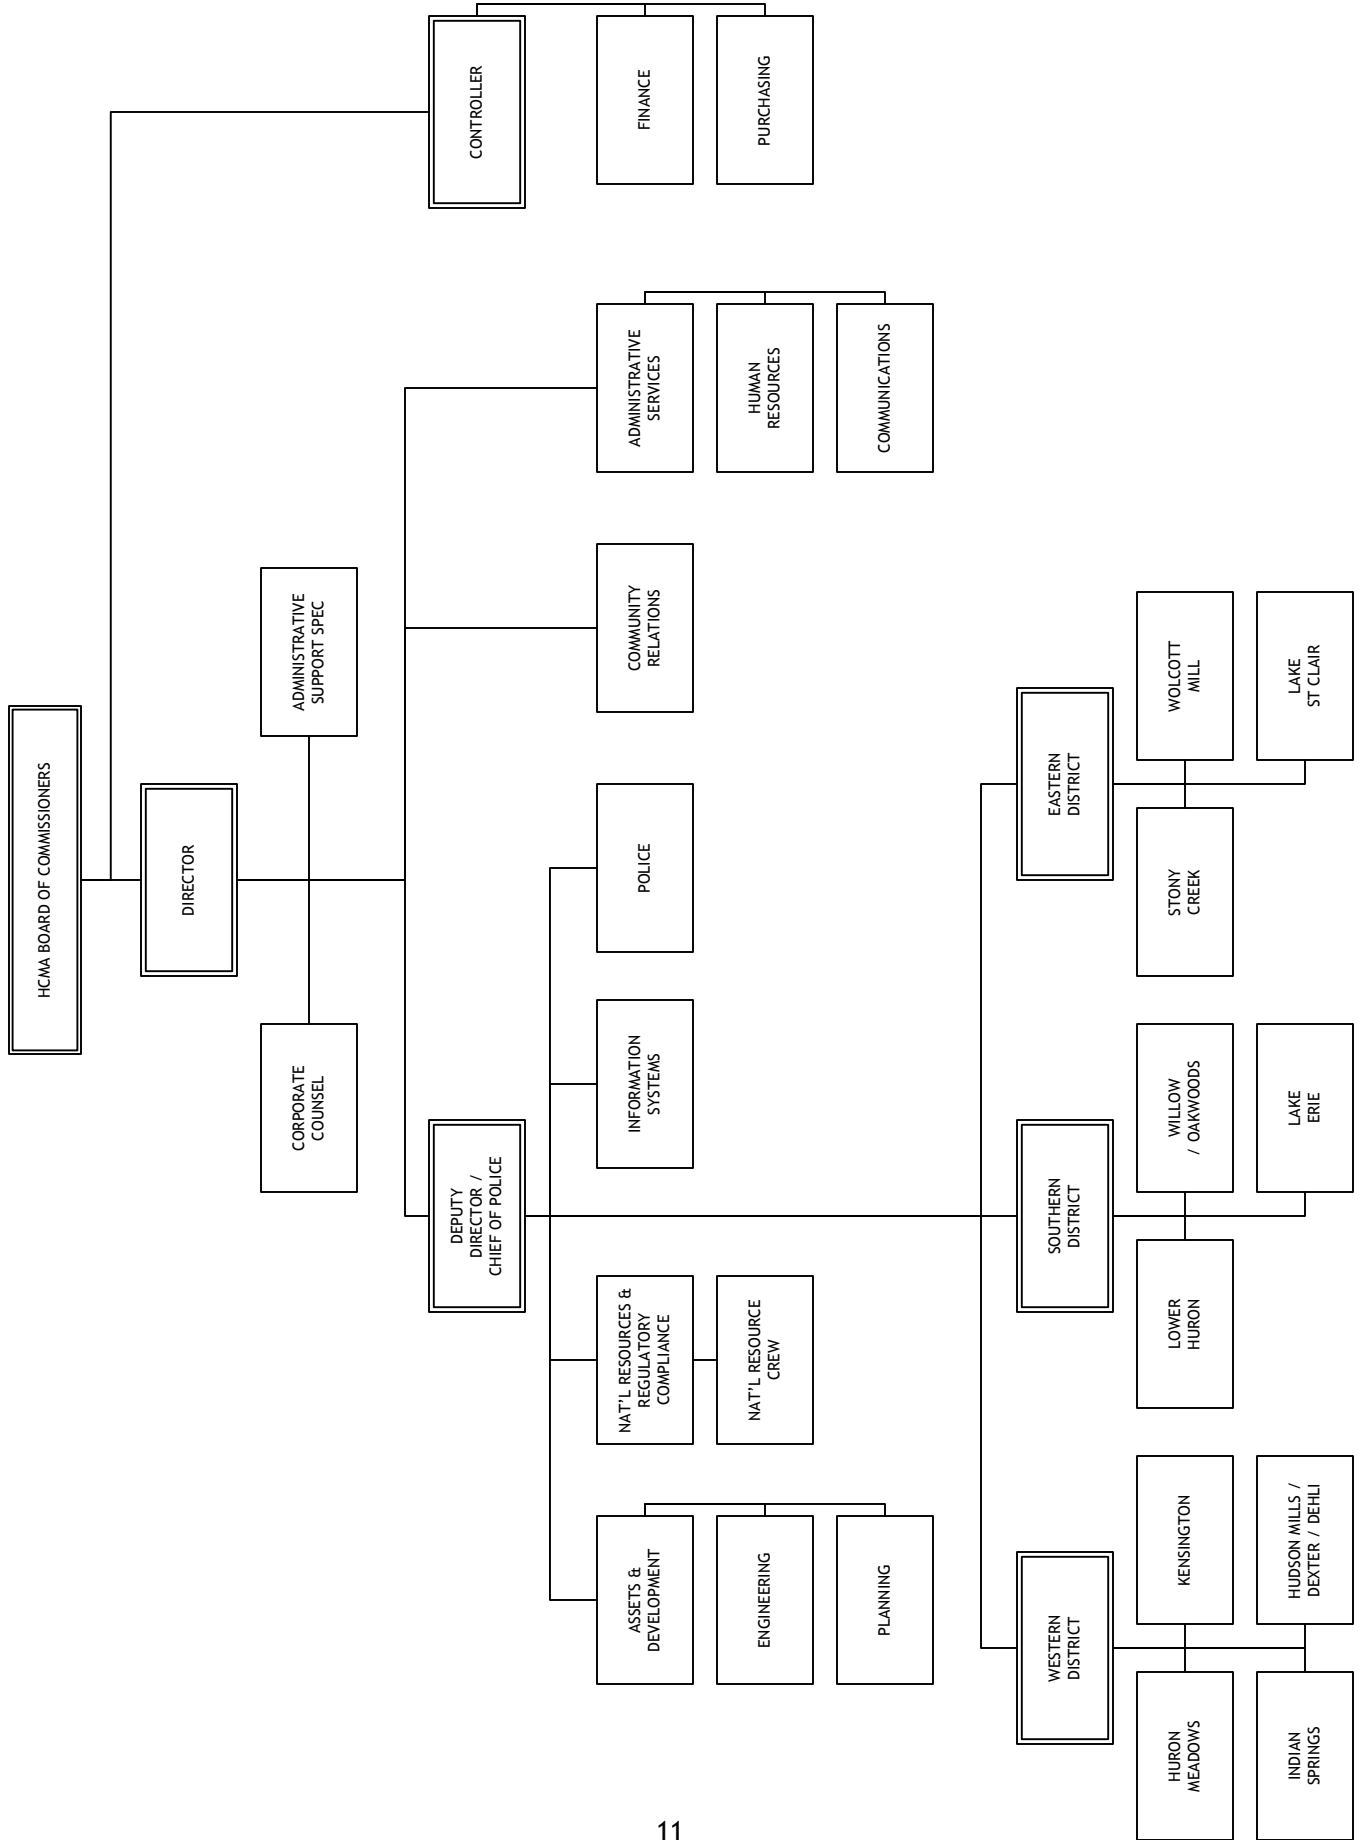 HCMA BOARD OF COMMISSIONERS
DIRECTOR
CORPORATE
COUNSEL
ADMINISTRATIVE
SUPPORT SPEC
DEPUTY
DIRECTOR /
CHIEF OF POLICE
CONTROLLER
ASSETS &
DEVELOPMENT
NAT'L RESOURCES &
REGULATORY
COMPLIANCE
INFORMATION
SYSTEMS
POLICE
COMMUNITY
RELATIONS
ADMINISTRATIVE
SERVICES
FINANCE
ENGINEERING
NAT'L RESOURCE
CREW
HUMAN
RESOURCES
PURCHASING
PLANNING
COMMUNICATIONS
WESTERN
DISTRICT
SOUTHERN
DISTRICT
EASTERN
DISTRICT
HURON
MEADOWS
KENSINGTON
LOWER
HURON
WILLOW
/ OAKWOODS
STONY
CREEK
WOLCOTT
MILL
INDIAN
SPRINGS
HUDSON MILLS /
DEXTER / DEHLI
LAKE
ERIE
LAKE
ST CLAIR
11